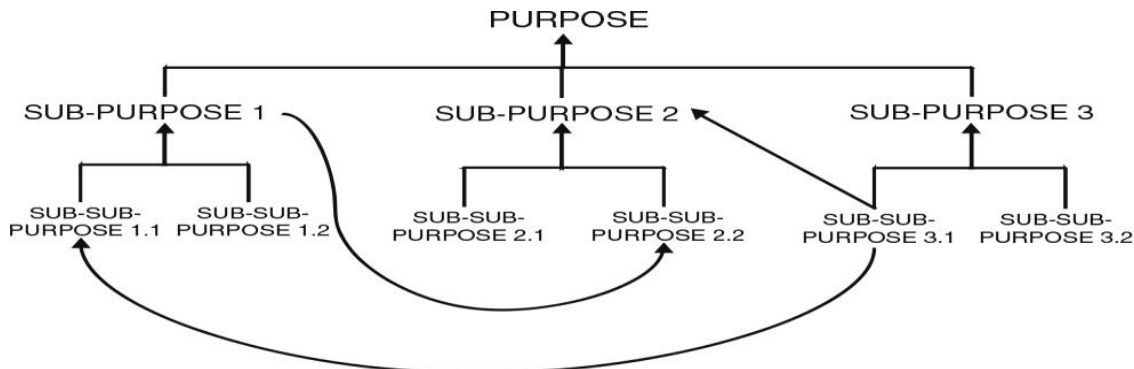 PURPOSE
SUB-PURPOSE 1
SUB-PURPOSE 2
SUB-PURPOSE 3
SUB-SUB-
PURPOSE 1.1
SUB-SUB-
PURPOSE 1.2
SUB-SUB-
PURPOSE 2.1
SUB-SUB-
PURPOSE 2.2
SUB-SUB-
PURPOSE 3.1
SUB-SUB-
PURPOSE 3.2